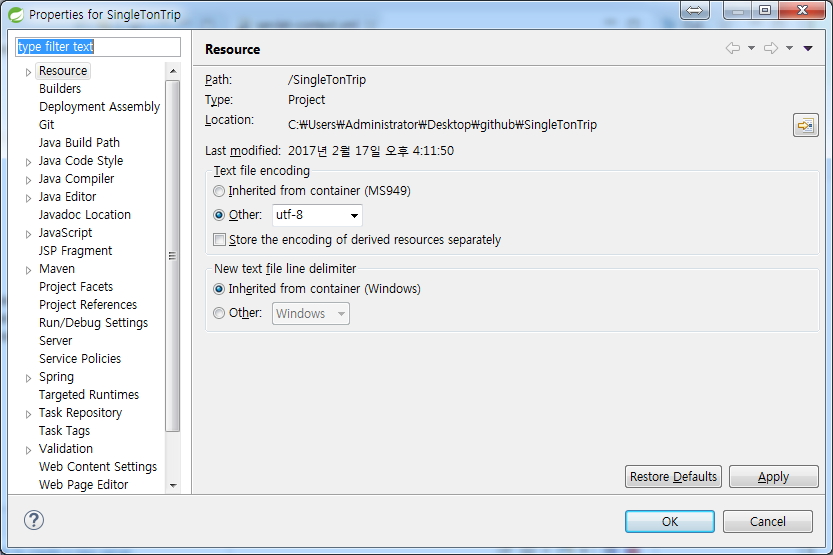 Properties for SingleTonTrip
type filter text
Resource
Builders
Deployment Assembly
Git
Java Build Path
Java Code Style
Java Compiler
Java Editor
Javadoc Location
JavaScript
JSP Fragment
Maven
Project Facets
Project References
Run/Debug Settings
Server
Service Policies
Spring
Targeted Runtimes
Task Repository
Task Tags
Validation
Web Content Settings
Web Page Editor
Resource
Path: /SingleTonTrip
Type: Project
Location: C:₩Users₩Administrator₩Desktop₩github₩SingleTonTrip
Last modified: 2017년 2월 17일 오후 4:11:50
Text file encoding
Inherited from container (MS949)
Other: utf-8
Store the encoding of derived resources separately
New text file line delimiter
Inherited from container (Windows)
Other: Windows
Restore Defaults Apply
? OK Cancel